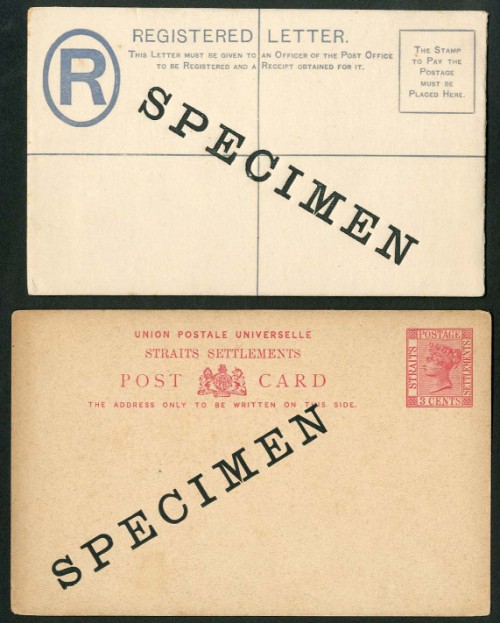 REGISTERED LETTER.
THIS LETTER MUST BE GIVEN TO AN OFFICER OF THE POST OFFICE
TO BE REGISTERED AND A RECEIPT OBTAINED FOR IT.
R
THE STAMP
TO PAY THE
POSTAGE
MUST BE
PLACED HERE.
SPECIMEN
UNION POSTALE UNIVERSELLE
STRAITS SETTLEMENTS
POST CARD
THE ADDRESS ONLY TO BE WRITTEN ON THIS SIDE.
STRAITS
POSTAGE
SETTLEMENTS
3 CENTS
SPECIMEN